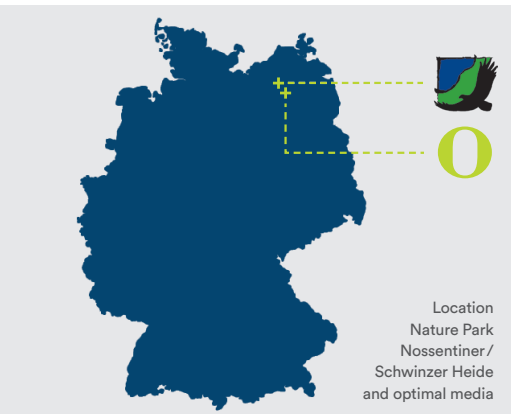 O
Location
Nature Park
Nossentiner/
Schwinzer Heide
and optimal media